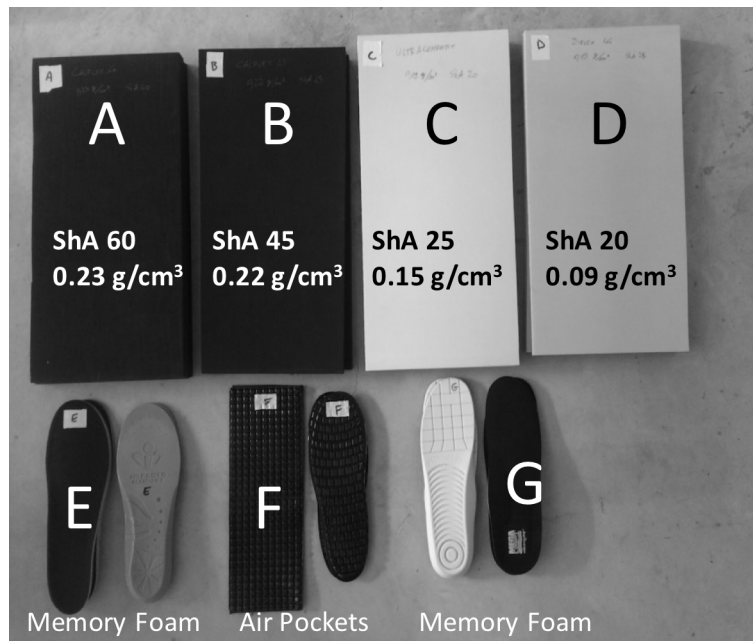 A
B
C
D
A
B
C
D
ShA 60
0.23 g/cm³
ShA 45
0.22 g/cm³
ShA 25
0.15 g/cm³
ShA 20
0.09 g/cm³
E
F
F
G
E
E
F
G
Memory Foam
Air Pockets
Memory Foam